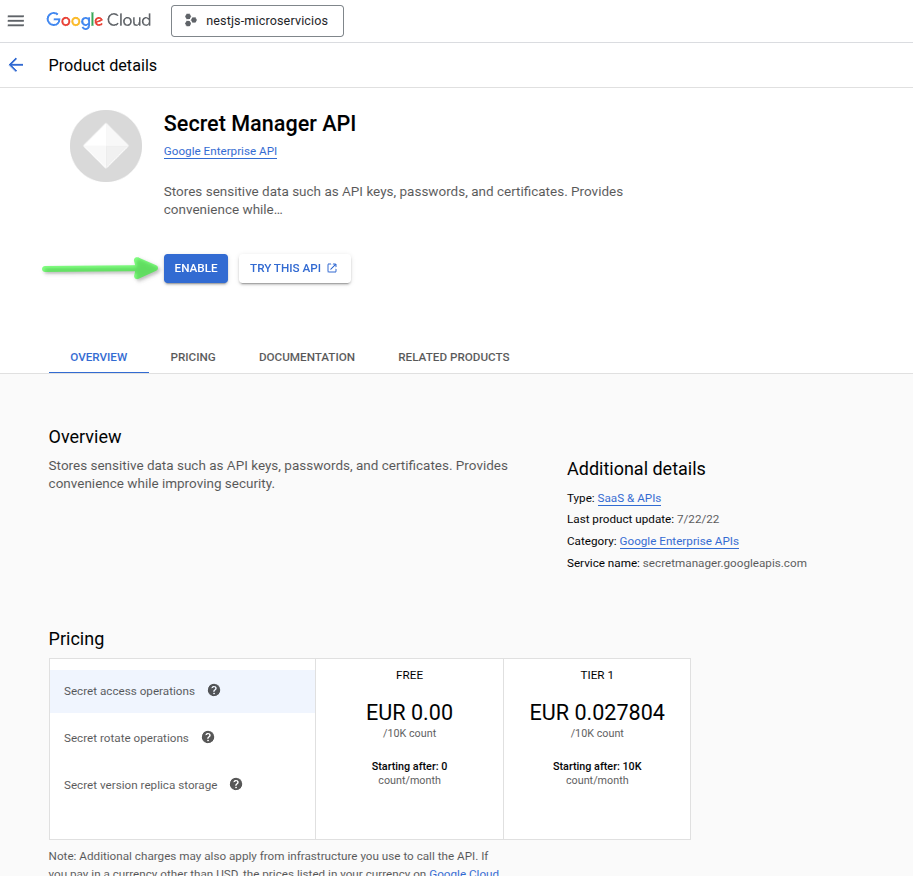 Google Cloud
nestjs-microservicios
Product details
Secret Manager API
Google Enterprise API
Stores sensitive data such as API keys, passwords, and certificates. Provides
convenience while…
ENABLE
TRY THIS API
OVERVIEW
PRICING
DOCUMENTATION
RELATED PRODUCTS
Overview
Stores sensitive data such as API keys, passwords, and certificates. Provides
convenience while improving security.
Additional details
Type: SaaS & APIs
Last product update: 7/22/22
Category: Google Enterprise APIs
Service name: secretmanager.googleapis.com
Pricing
Secret access operations ?
Secret rotate operations ?
Secret version replica storage ?
FREE
EUR 0.00
/10K count
Starting after: 0
count/month
TIER 1
EUR 0.027804
/10K count
Starting after: 10K
count/month
Note: Additional charges may also apply from infrastructure you use to call the API. If
you pay in a currency other than USD, the prices listed in your currency on Google Cloud